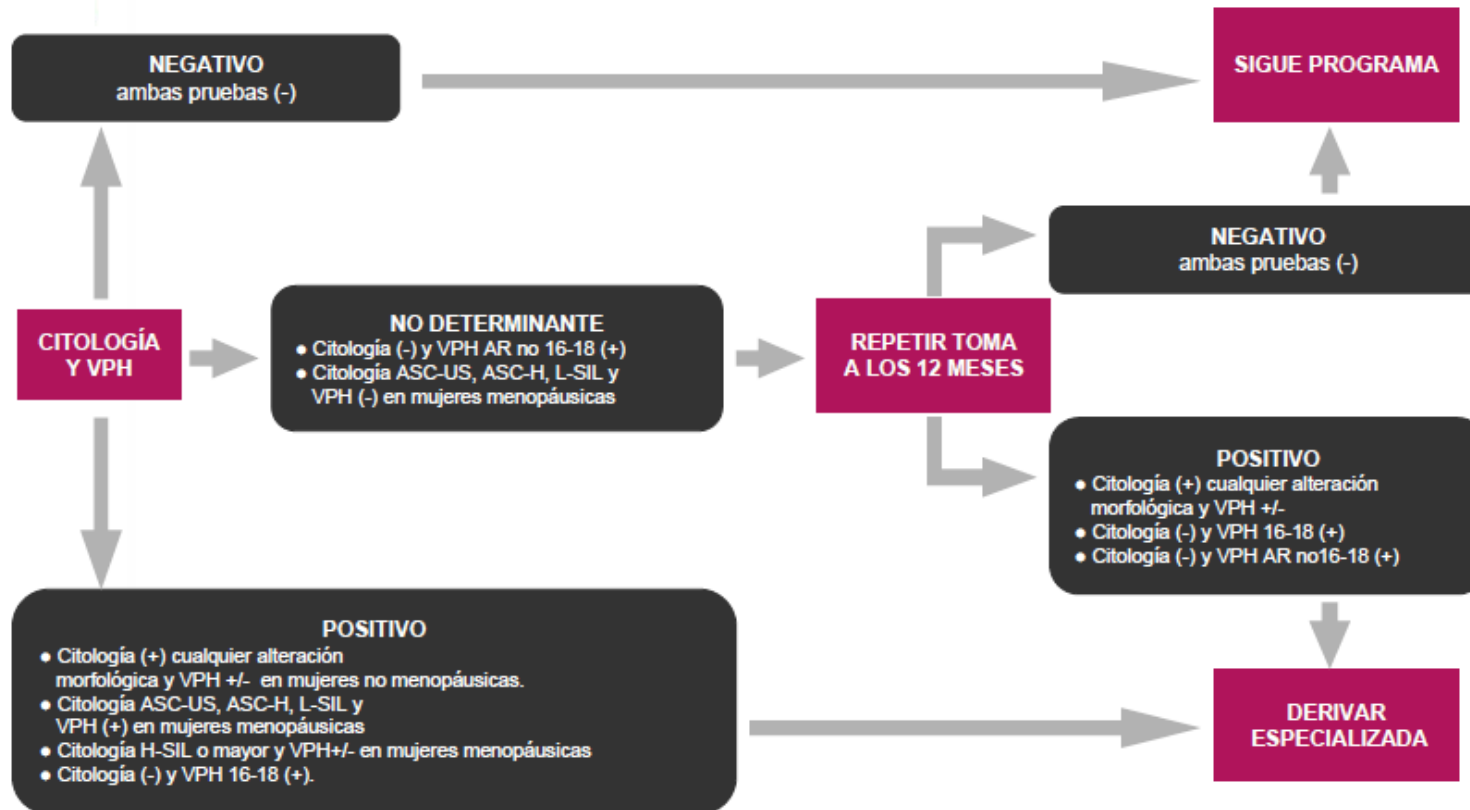 NEGATIVO
ambas pruebas (-)
SIGUE PROGRAMA
NEGATIVO
ambas pruebas (-)
CITOLOGÍA
Y VPH
NO DETERMINANTE
● Citología (-) y VPH AR no 16-18 (+)
● Citología ASC-US, ASC-H, L-SIL y
VPH (-) en mujeres menopáusicas
REPETIR TOMA
A LOS 12 MESES
POSITIVO
● Citología (+) cualquier alteración
morfológica y VPH +/-
● Citología (-) y VPH 16-18 (+)
● Citología (-) y VPH AR no16-18 (+)
POSITIVO
● Citología (+) cualquier alteración
morfológica y VPH +/- en mujeres no menopáusicas.
● Citología ASC-US, ASC-H, L-SIL y
VPH (+) en mujeres menopáusicas
● Citología H-SIL o mayor y VPH+/- en mujeres menopáusicas
● Citología (-) y VPH 16-18 (+).
DERIVAR
ESPECIALIZADA